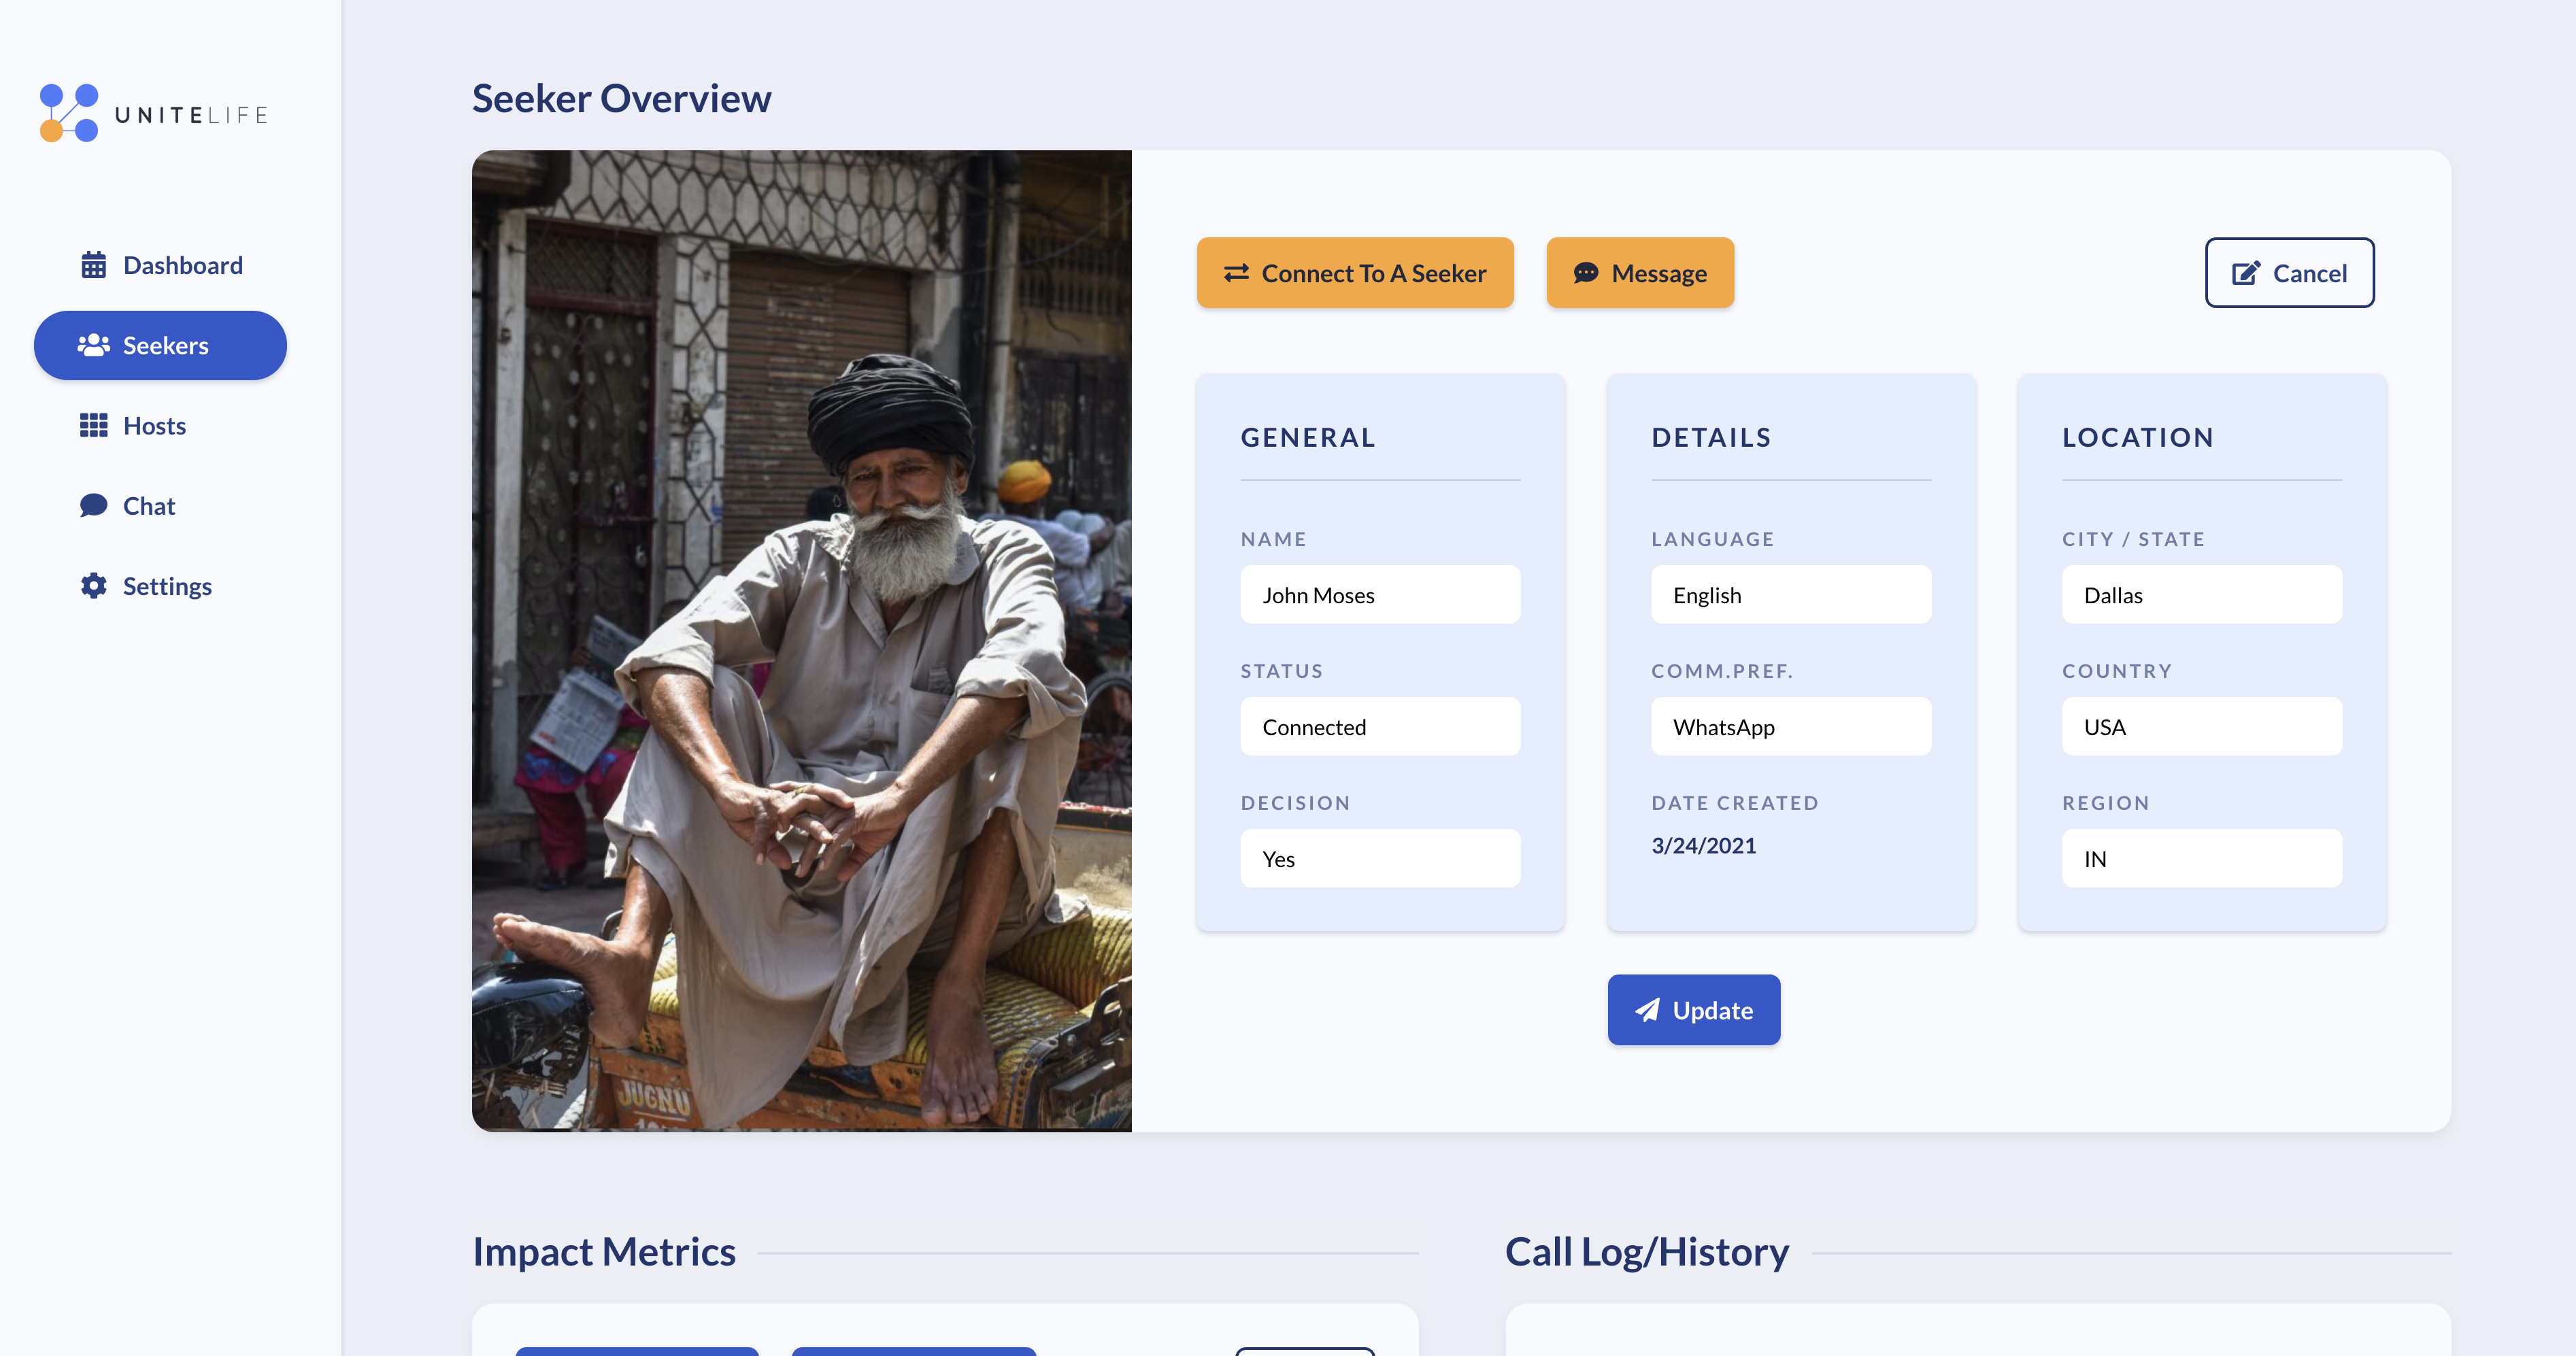 UNITELIFE
Dashboard
Seekers
Hosts
Chat
Settings
Seeker Overview
Connect To A Seeker
Message
Cancel
GENERAL
NAME
John Moses
STATUS
Connected
DECISION
Yes
DETAILS
LANGUAGE
English
COMM.PREF.
WhatsApp
DATE CREATED
3/24/2021
LOCATION
CITY / STATE
Dallas
COUNTRY
USA
REGION
IN
Update
JUGNU
Impact Metrics
Call Log/History